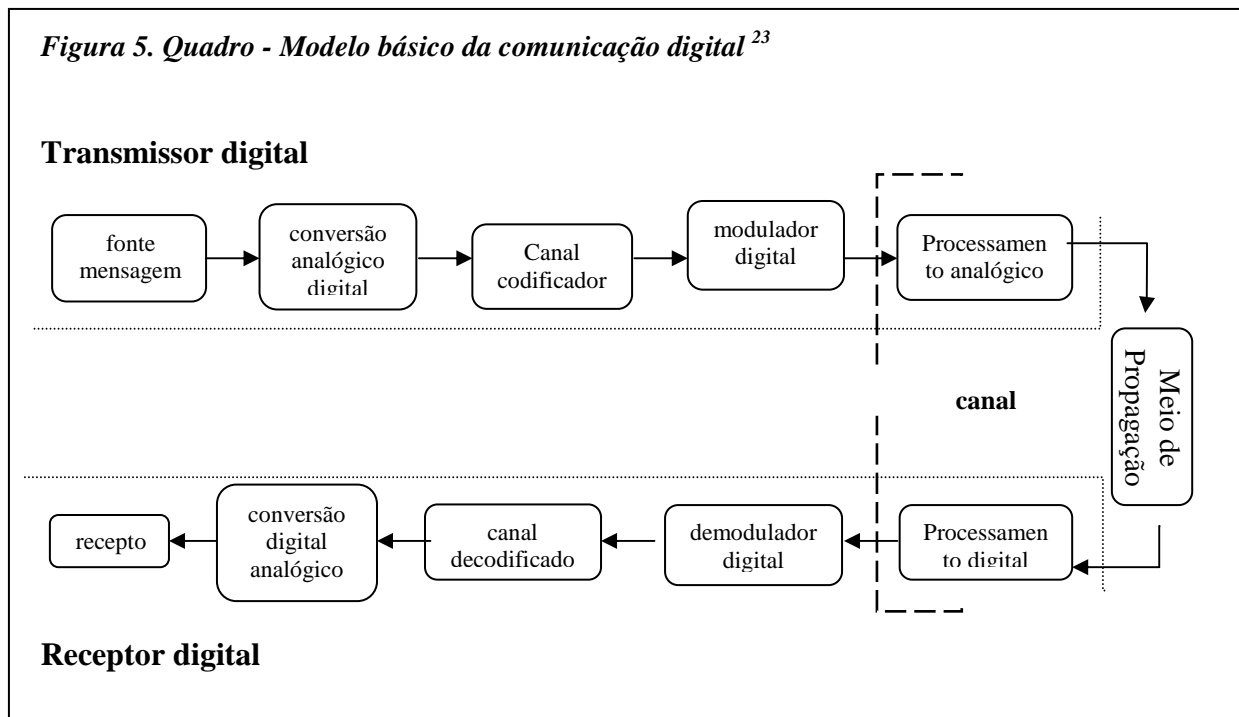 Figura 5. Quadro - Modelo básico da comunicação digital 23
Transmissor digital
fonte
mensagem
conversão
analógico
digital
Canal
codificador
modulador
digital
Processamen
to analógico
Meio de
Propagação
canal
recepto
conversão
digital
analógico
canal
decodificado
demodulador
digital
Processamen
to digital
Receptor digital